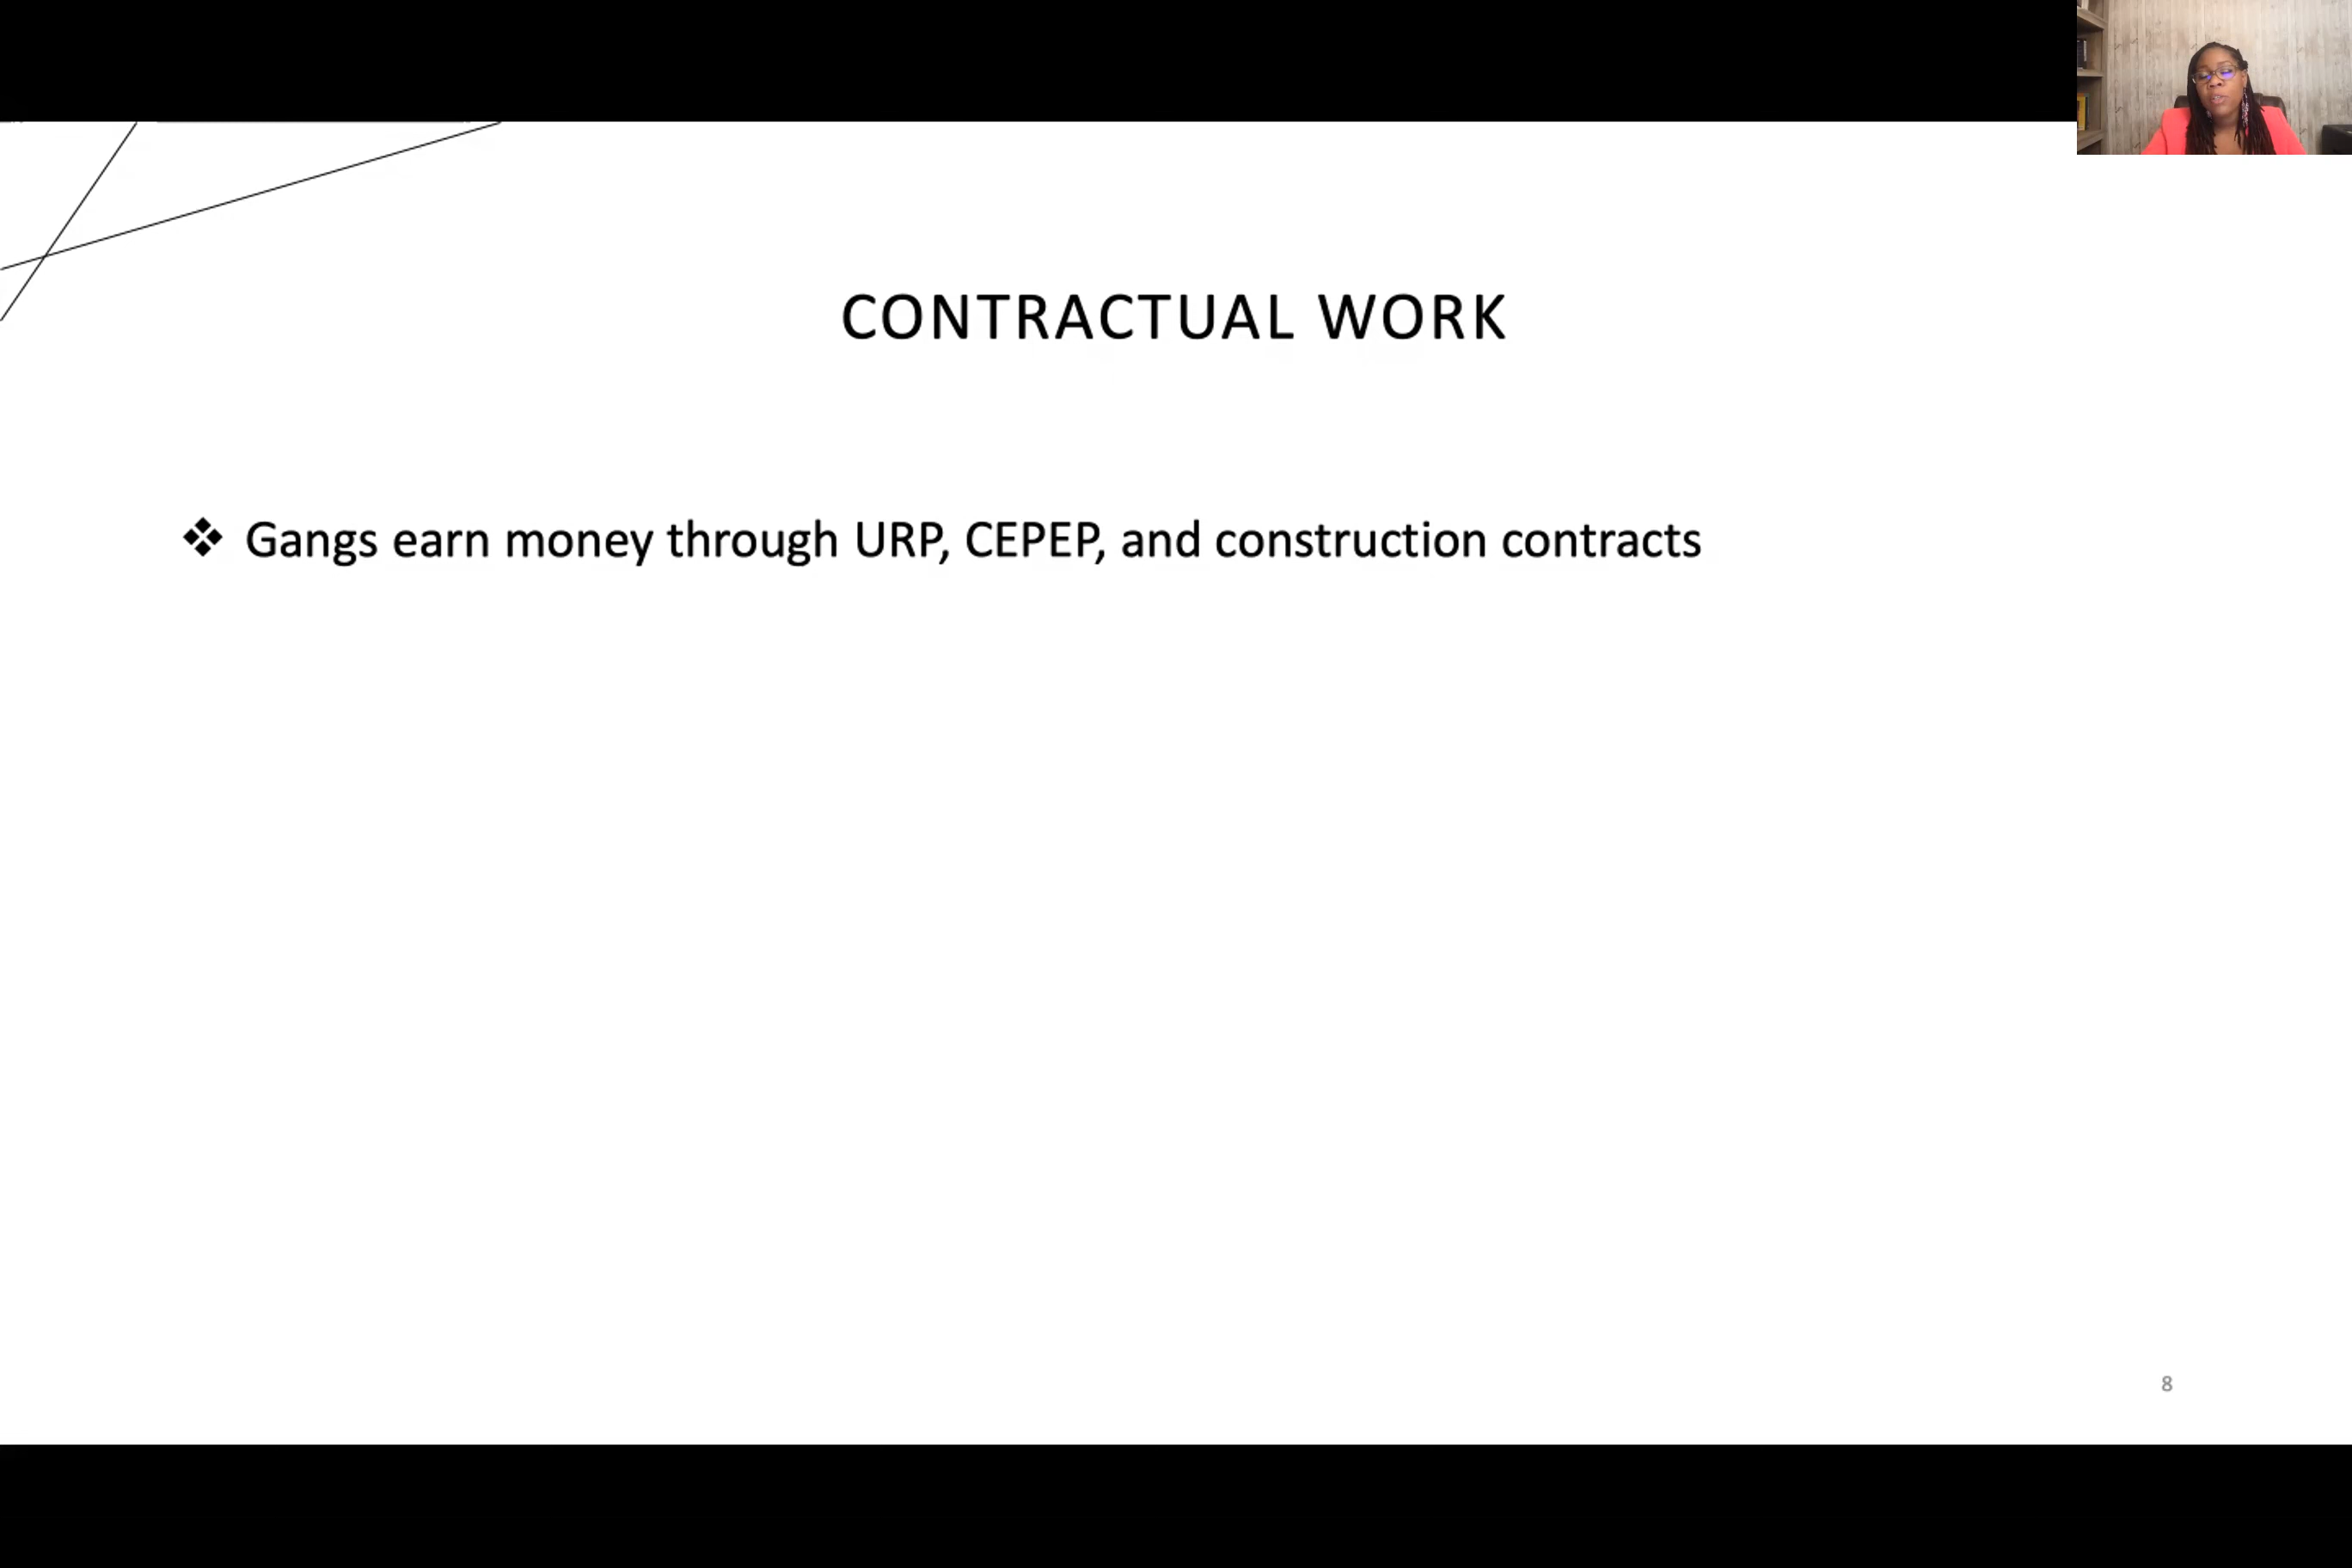 CONTRACTUAL WORK
❖ Gangs earn money through URP, CEPEP, and construction contracts
8